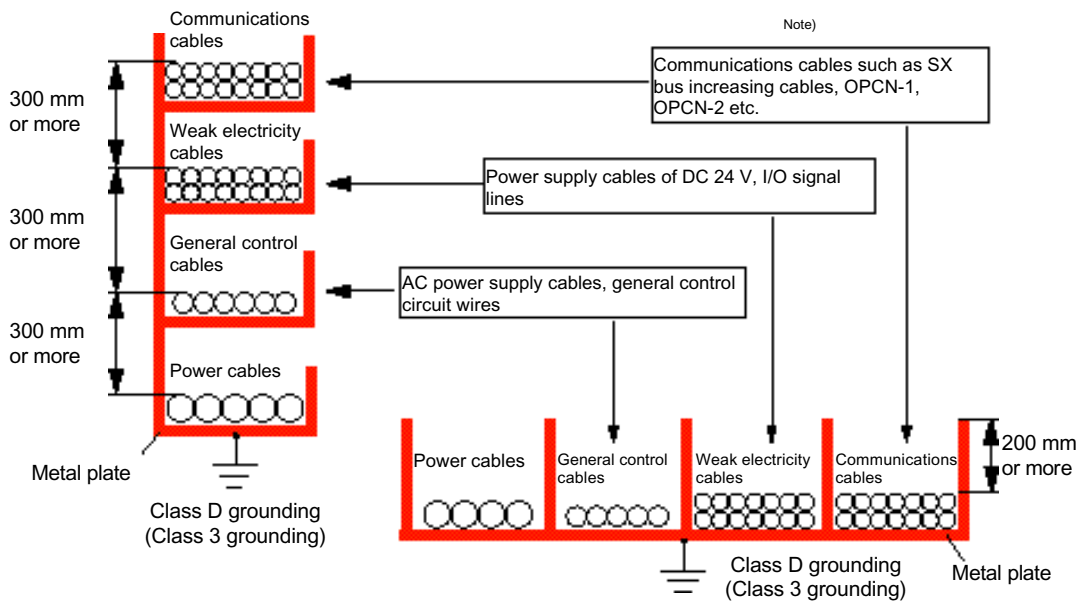 Communications
cables
Note)
Communications cables such as SX
bus increasing cables, OPCN-1,
OPCN-2 etc.
300 mm
or more
Weak electricity
cables
Power supply cables of DC 24 V, I/O signal
lines
300 mm
or more
General control
cables
AC power supply cables, general control
circuit wires
300 mm
or more
Power cables
Metal plate
Class D grounding
(Class 3 grounding)
Power cables
General control
cables
Weak electricity
cables
Communications
cables
200 mm
or more
Class D grounding
(Class 3 grounding)
Metal plate